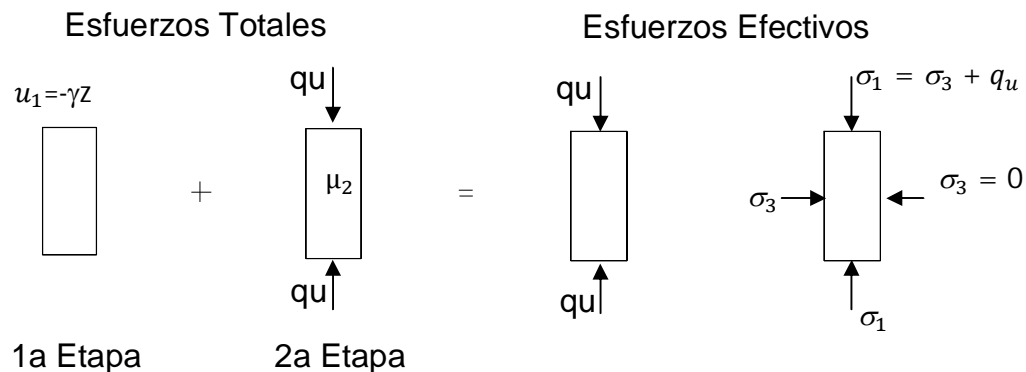 Esfuerzos Totales
Esfuerzos Efectivos
u₁=-γZ
qu
qu
σ₁ = σ₃ + qᵤ
+
μ₂
=
σ₃
σ₃ = 0
qu
qu
σ₁
1a Etapa
2a Etapa